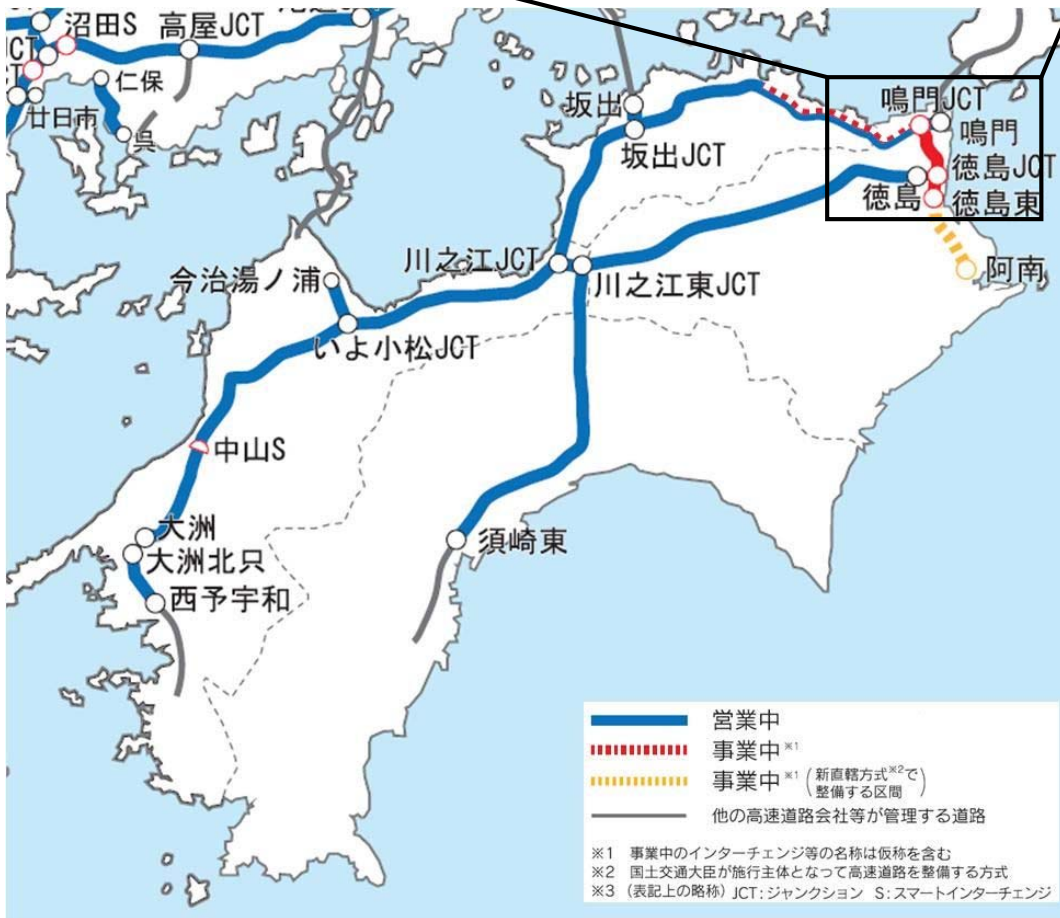 沼田S
高屋JCT
仁保
廿日市
呉
坂出
坂出JCT
鳴門JCT
鳴門
徳島JCT
徳島
徳島東
阿南
川之江JCT
川之江東JCT
今治湯ノ浦
いよ小松JCT
中山S
大洲
大洲北只
西予宇和
須崎東
営業中
事業中※1
事業中※1(新直轄方式※2で
整備する区間)
他の高速道路会社等が管理する道路
※1 事業中のインターチェンジ等の名称は仮称を含む
※2 国土交通大臣が施行主体となって高速道路を整備する方式
※3 (表記上の略称) JCT:ジャンクション S:スマートインターチェンジ